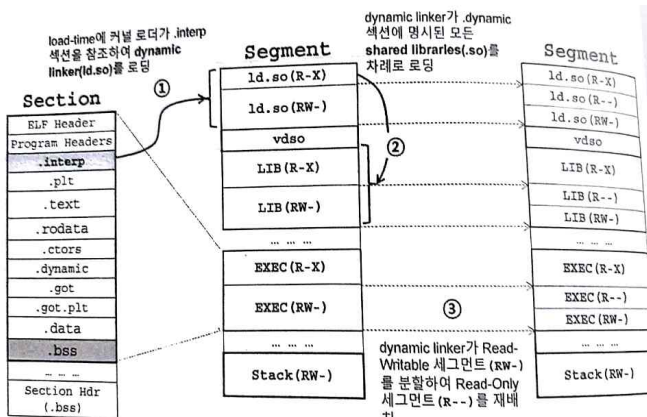 load-time에 커널 로더가 .interp
섹션을 참조하여 dynamic
linker(ld.so)를 로딩
dynamic linker가 .dynamic
섹션에 명시된 모든
shared libraries(.so)를
차례로 로딩
Section
ELF Header
Program Headers
.interp
.plt
.text
.rodata
.ctors
.dynamic
.got
.got.plt
.data
.bss
... ... ...
Section Hdr
(.bss)
①
Segment
ld.so(R-X)
ld.so(RW-)
vdso
LIB(R-X)
LIB(RW-)
... ... ...
EXEC(R-X)
EXEC(RW-)
... ... ...
Stack(RW-)
②
③
dynamic linker가 Read-
Writable 세그먼트(RW-)
를 분할하여 Read-Only
세그먼트(R--)를 재배
Segment
ld.so(R-X)
ld.so(R--)
ld.so(RW-)
vdso
LIB(R-X)
LIB(R--)
LIB(RW-)
... ... ...
EXEC(R-X)
EXEC(R--)
EXEC(RW-)
... ... ...
Stack(RW-)